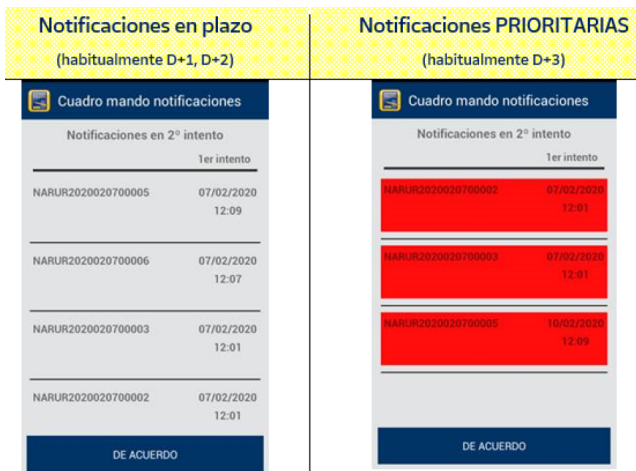 Notificaciones en plazo
(habitualmente D+1, D+2)
Cuadro mando notificaciones
Notificaciones en 2º intento
1er intento
NARUR2020020700005 07/02/2020
12:09
NARUR2020020700006 07/02/2020
12:07
NARUR2020020700003 07/02/2020
12:01
NARUR2020020700002 07/02/2020
12:01
DE ACUERDO
Notificaciones PRIORITARIAS
(habitualmente D+3)
Cuadro mando notificaciones
Notificaciones en 2º intento
1er intento
NARUR2020020700002 07/02/2020
12:01
NARUR2020020700003 07/02/2020
12:01
NARUR2020020700005 10/02/2020
12:09
DE ACUERDO